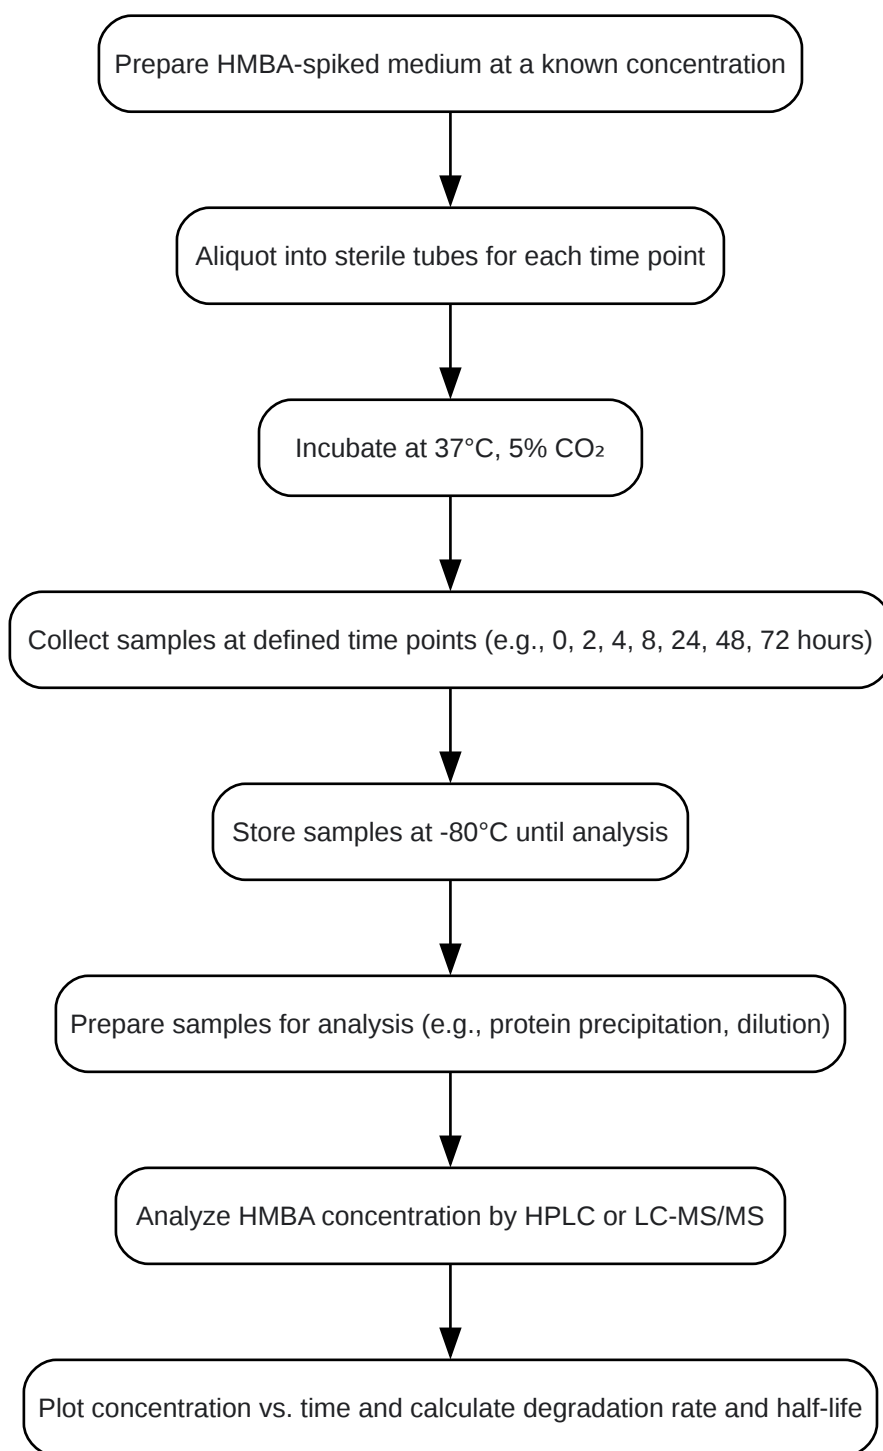 Prepare HMBA-spiked medium at a known concentration
Aliquot into sterile tubes for each time point
Incubate at 37°C, 5% CO₂
Collect samples at defined time points (e.g., 0, 2, 4, 8, 24, 48, 72 hours)
Store samples at -80°C until analysis
Prepare samples for analysis (e.g., protein precipitation, dilution)
Analyze HMBA concentration by HPLC or LC-MS/MS
Plot concentration vs. time and calculate degradation rate and half-life